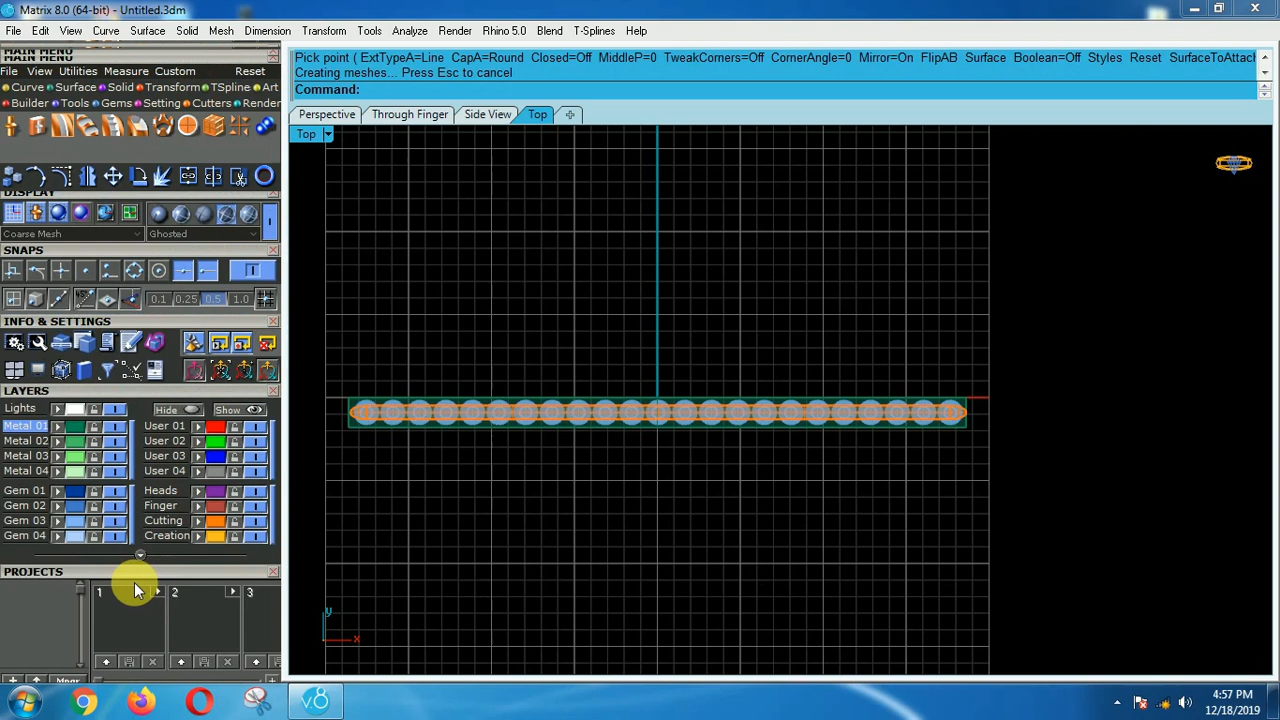 Matrix 8.0 (64-bit) - Untitled.3dm
File Edit View Curve Surface Solid Mesh Dimension Transform Tools Analyze Render Rhino 5.0 Blend T-Splines Help
MAIN MENU
MAIN MENU
File View Utilities Measure Custom Reset
Curve Surface Solid Transform TSpline Art
Builder Tools Gems Setting Cutters Render
Pick point ( ExtTypeA=Line CapA=Round Closed=Off MiddleP=0 TweakCorners=Off CornerAngle=0 Mirror=On FlipAB Surface Boolean=Off Styles Reset SurfaceToAttach
Creating meshes... Press Esc to cancel
Command:
Perspective Through Finger Side View Top
Top
DISPLAY
Coarse Mesh Ghosted
SNAPS
0.1 0.25 0.5 1.0
INFO & SETTINGS
LAYERS
Lights Hide Show
Metal 01 User 01
Metal 02 User 02
Metal 03 User 03
Metal 04 User 04
Gem 01 Heads
Gem 02 Finger
Gem 03 Cutting
Gem 04 Creation
PROJECTS
1 2 3
Mngr
y
x
4:57 PM
12/18/2019